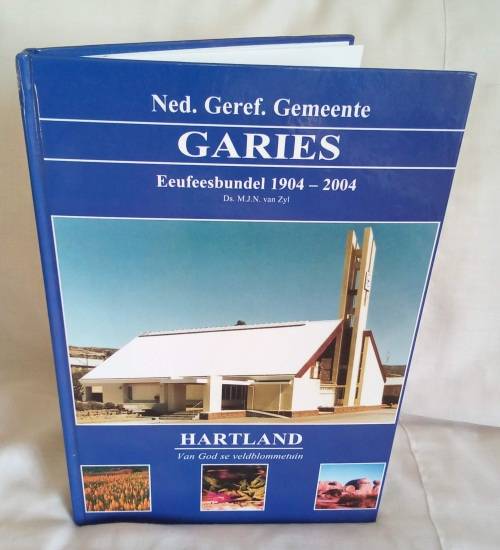 Ned. Geref. Gemeente
GARIES
Eeufeesbundel 1904 – 2004
Ds. M.J.N. van Zyl
HARTLAND
Van God se veldblommetuin